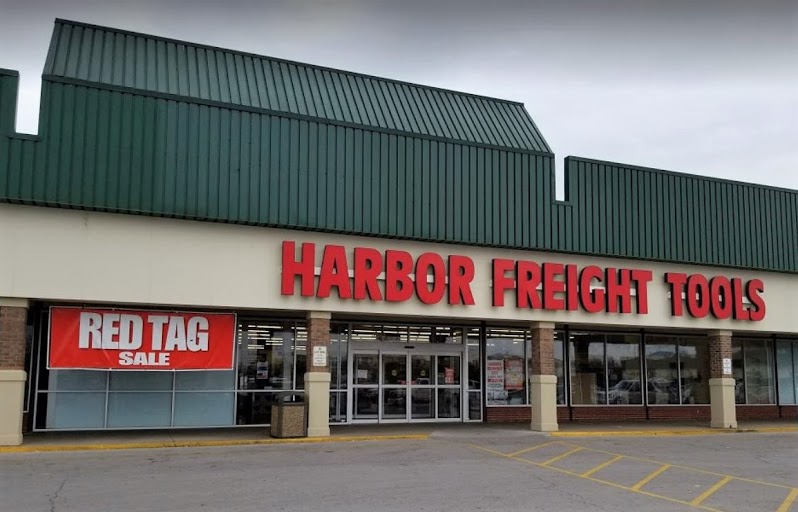 HARBOR FREIGHT TOOLS
RED TAG
SALE